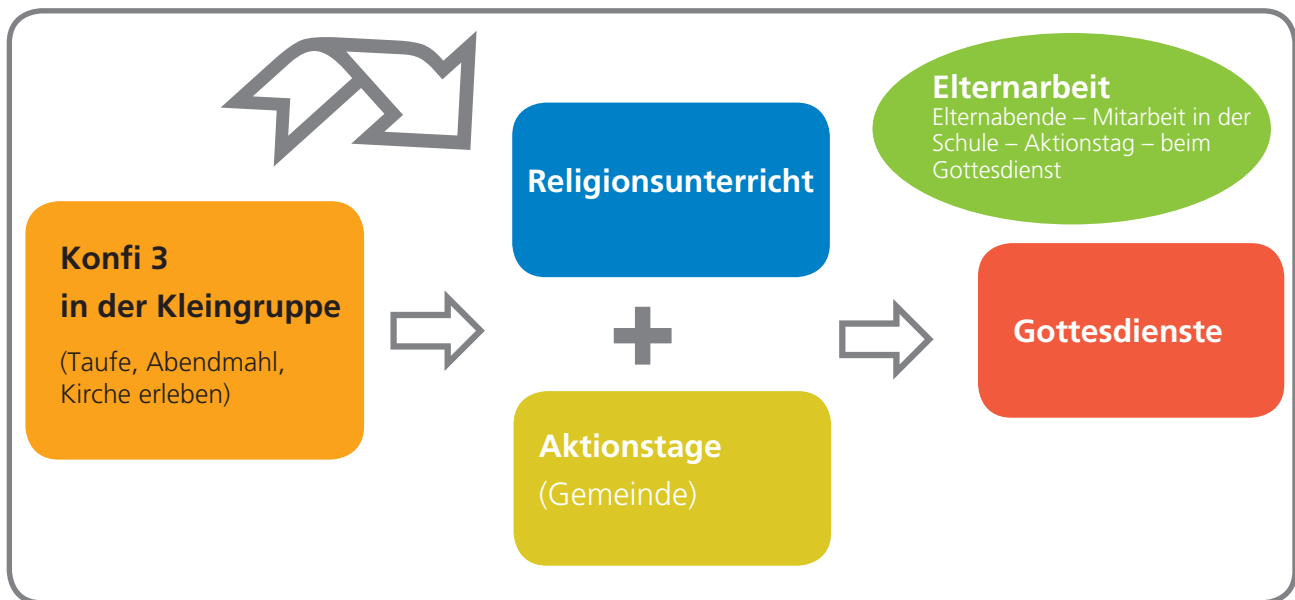 Konfi 3
in der Kleingruppe
(Taufe, Abendmahl,
Kirche erleben)
Religionsunterricht
Aktionstage
(Gemeinde)
Elternarbeit
Elternabende – Mitarbeit in der
Schule – Aktionstag – beim
Gottesdienst
Gottesdienste